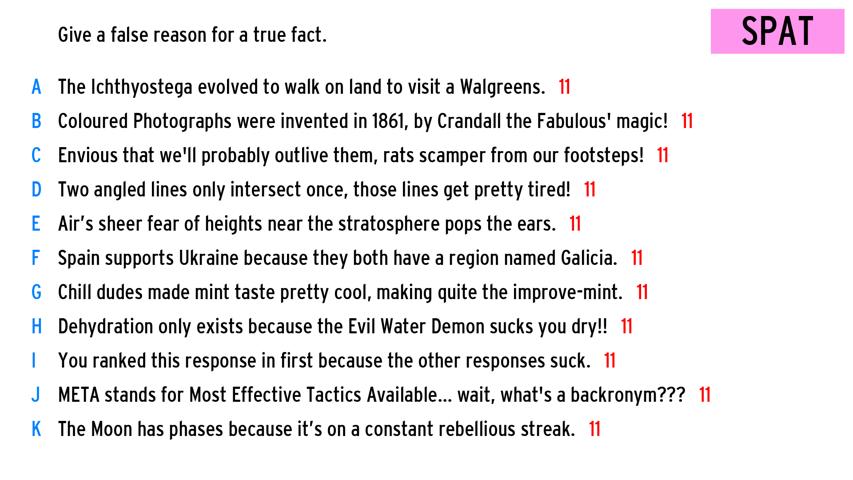 Give a false reason for a true fact.
SPAT
A The Ichthyostega evolved to walk on land to visit a Walgreens. 11
B Coloured Photographs were invented in 1861, by Crandall the Fabulous' magic! 11
C Envious that we'll probably outlive them, rats scamper from our footsteps! 11
D Two angled lines only intersect once, those lines get pretty tired! 11
E Air’s sheer fear of heights near the stratosphere pops the ears. 11
F Spain supports Ukraine because they both have a region named Galicia. 11
G Chill dudes made mint taste pretty cool, making quite the improve-mint. 11
H Dehydration only exists because the Evil Water Demon sucks you dry!! 11
I You ranked this response in first because the other responses suck. 11
J META stands for Most Effective Tactics Available... wait, what's a backronym??? 11
K The Moon has phases because it’s on a constant rebellious streak. 11